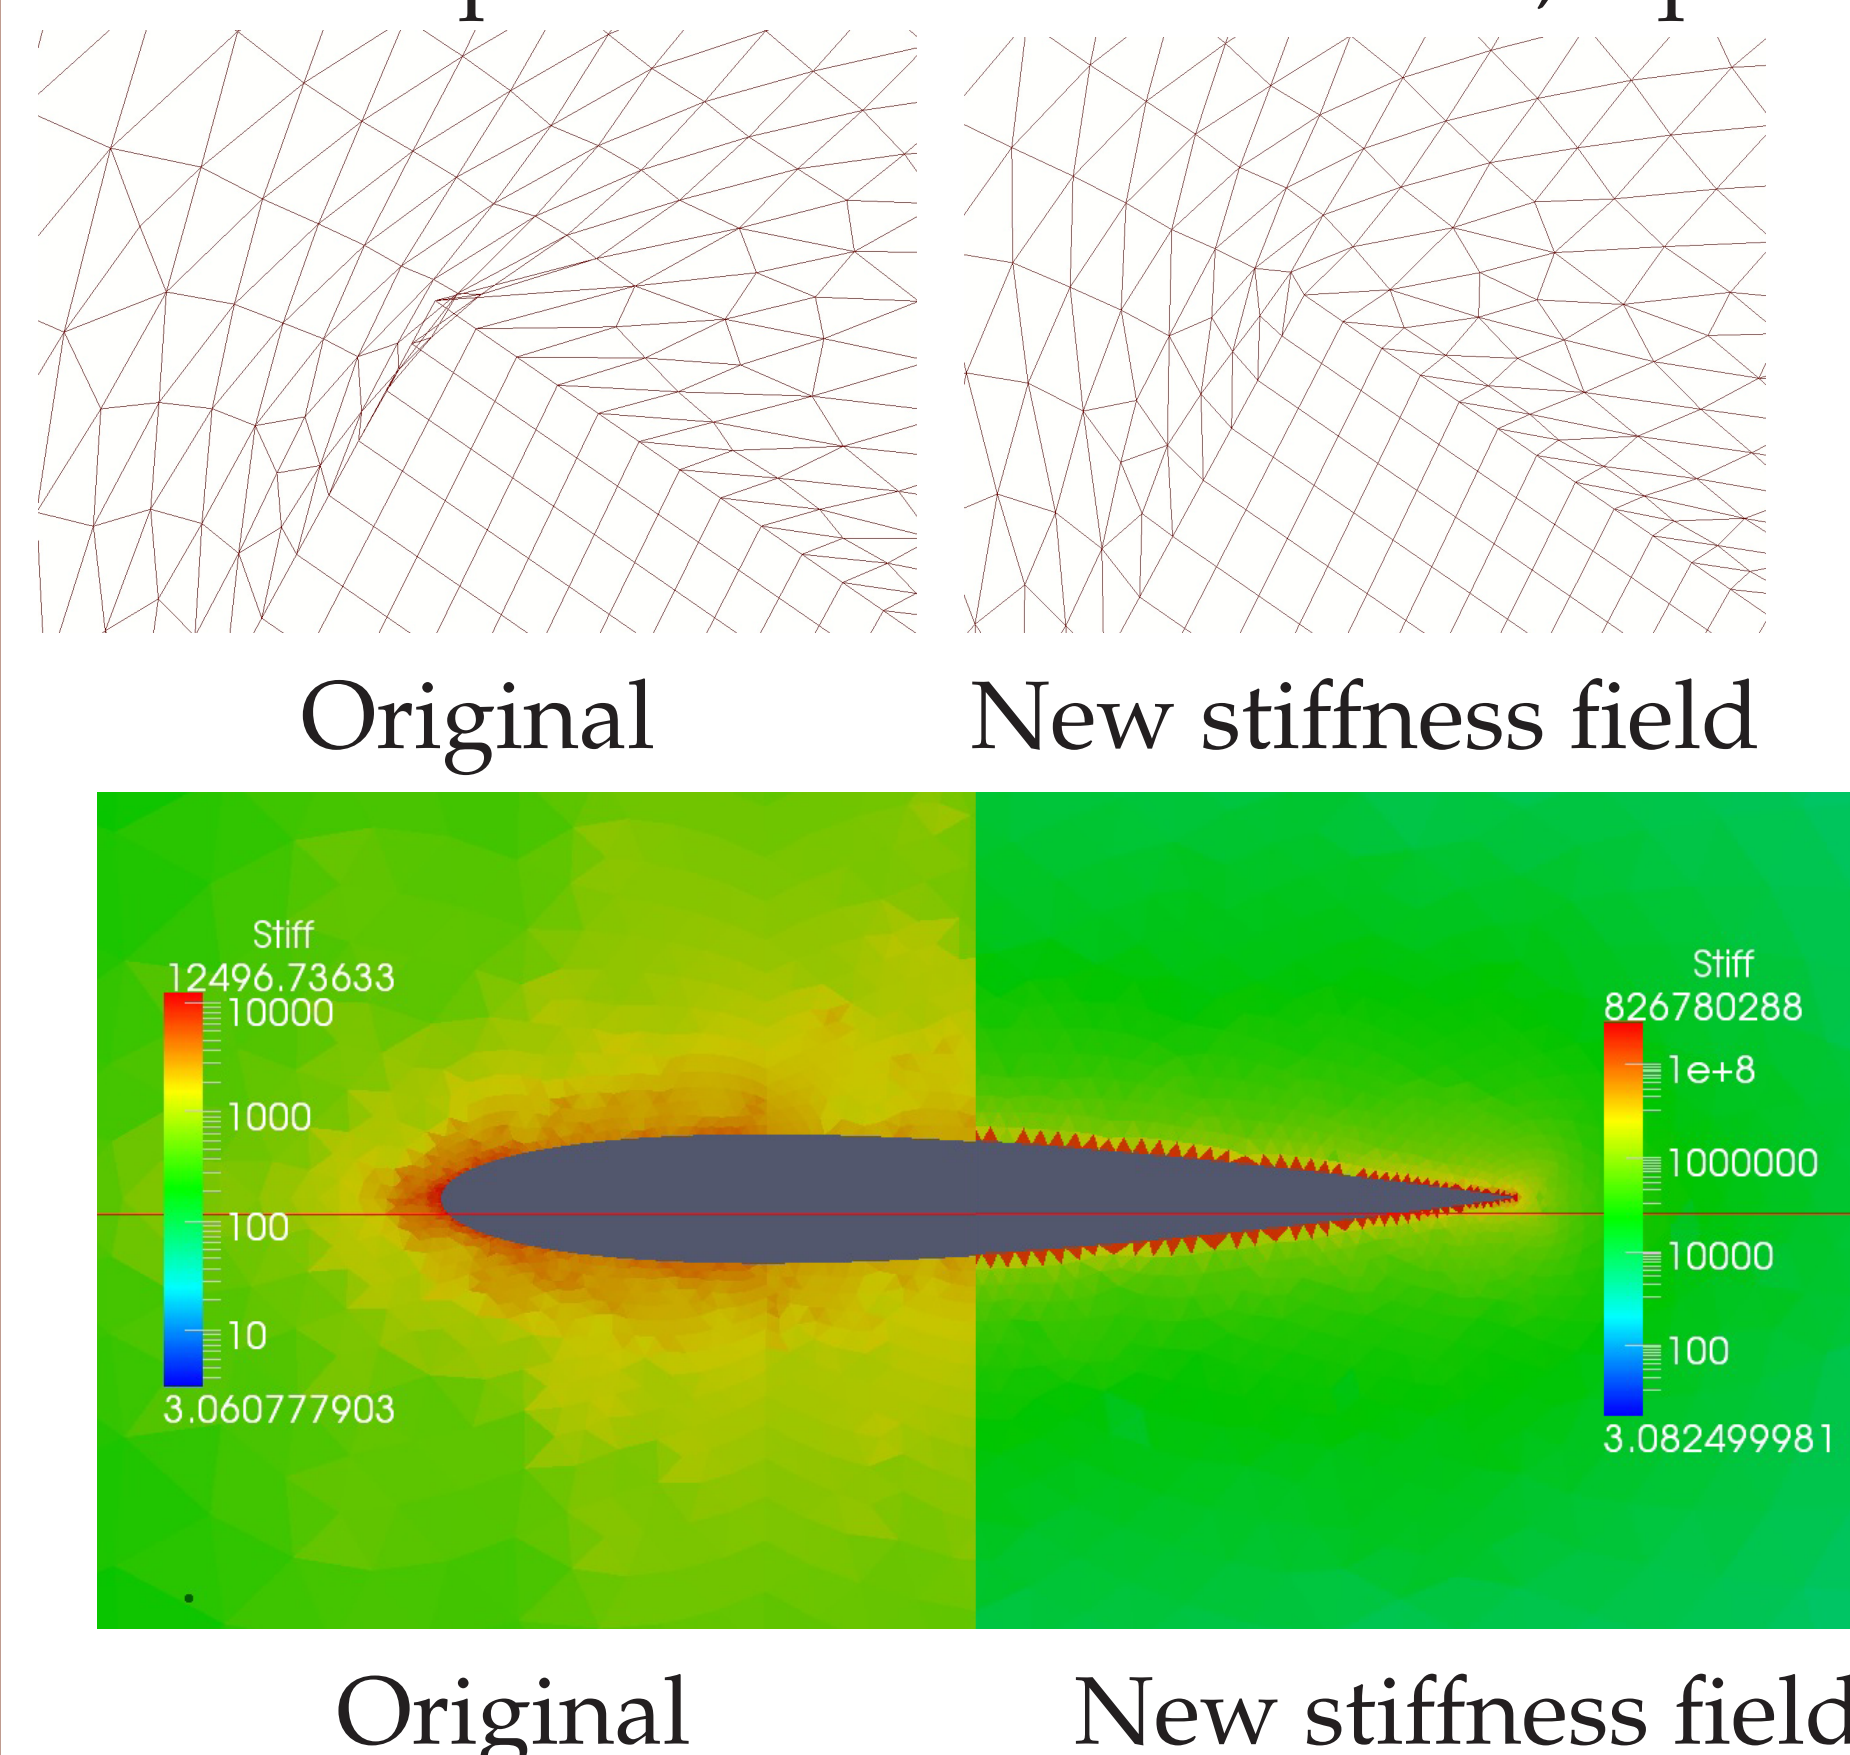 Original
New stiffness field
Stiff
12496.73633
10000
1000
100
10
3.060777903
Stiff
826780288
1e+8
1000000
10000
100
3.082499981
Original
New stiffness field